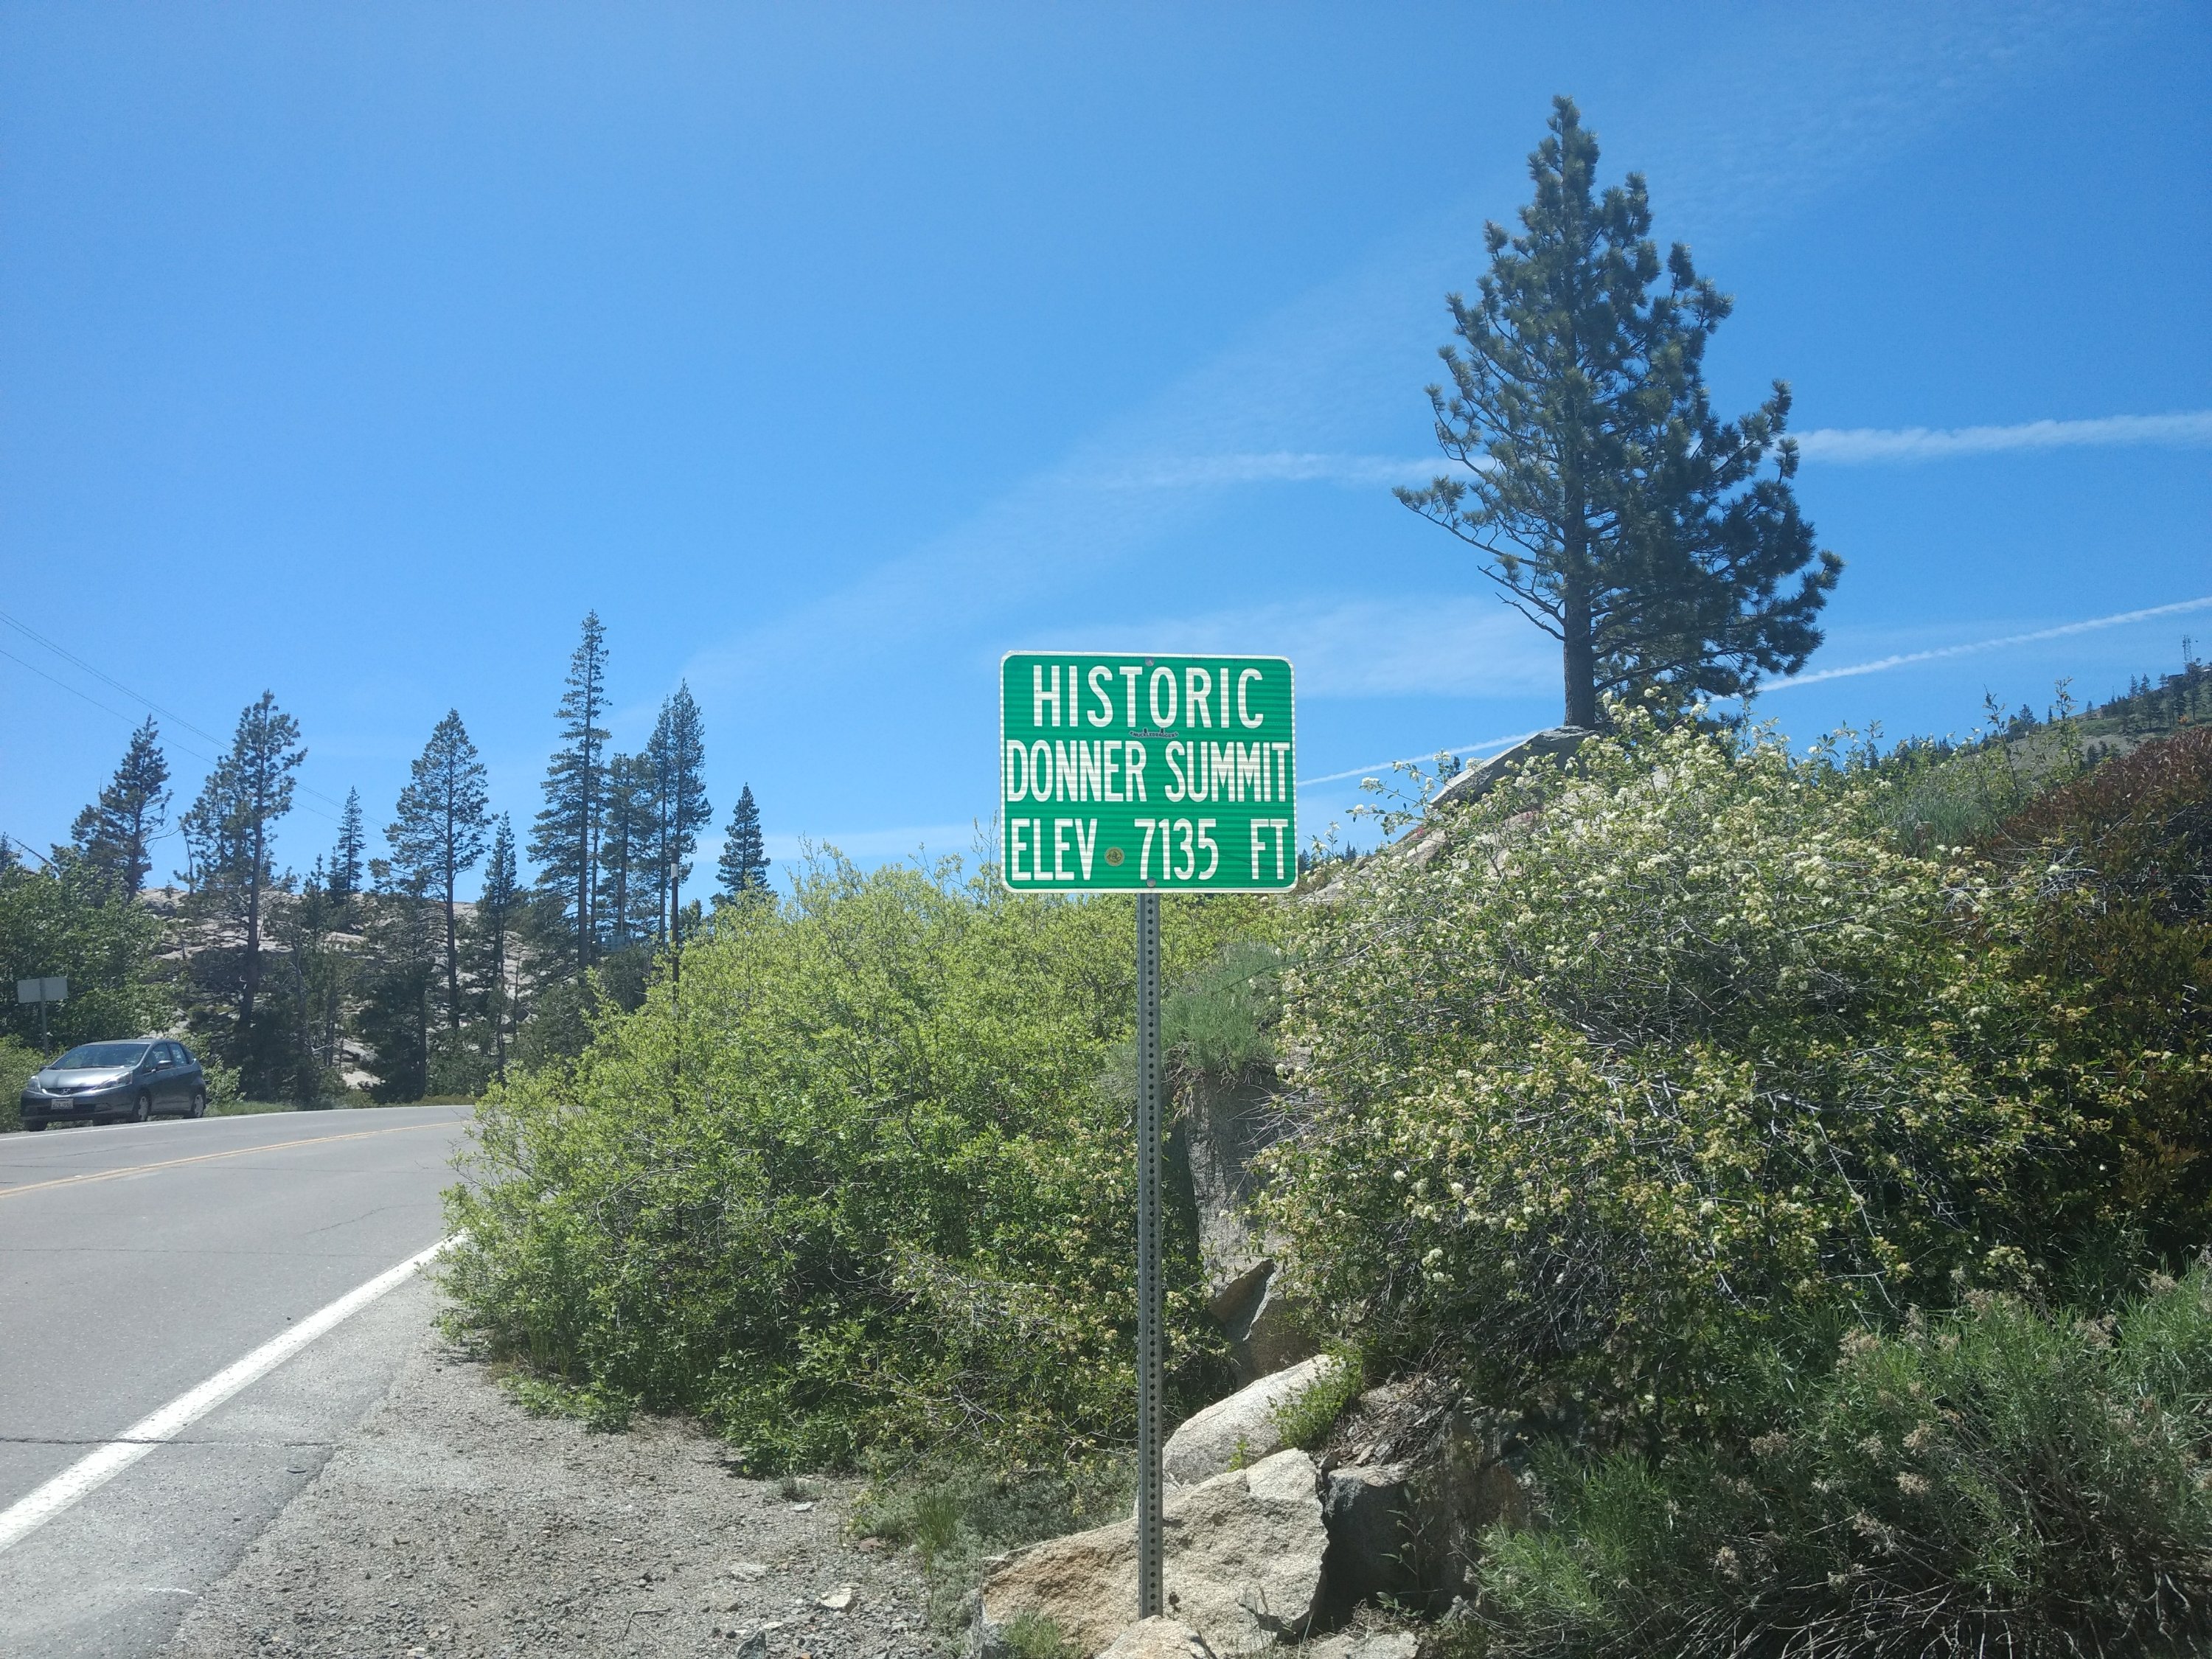 HISTORIC
DONNER SUMMIT
ELEV 7135 FT